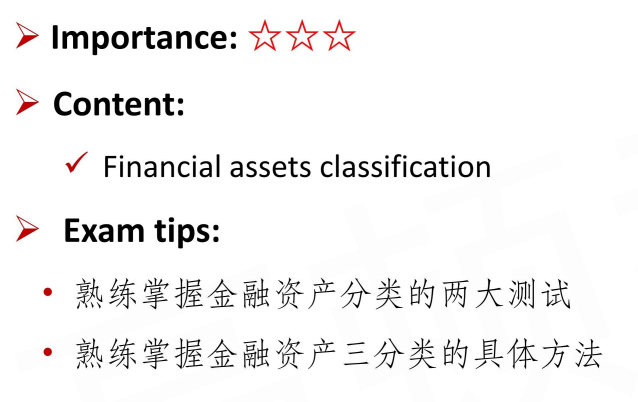 ➢ Importance: ☆☆☆
➢ Content:
✓ Financial assets classification
➢ Exam tips:
• 熟练掌握金融资产分类的两大测试
• 熟练掌握金融资产三分类的具体方法